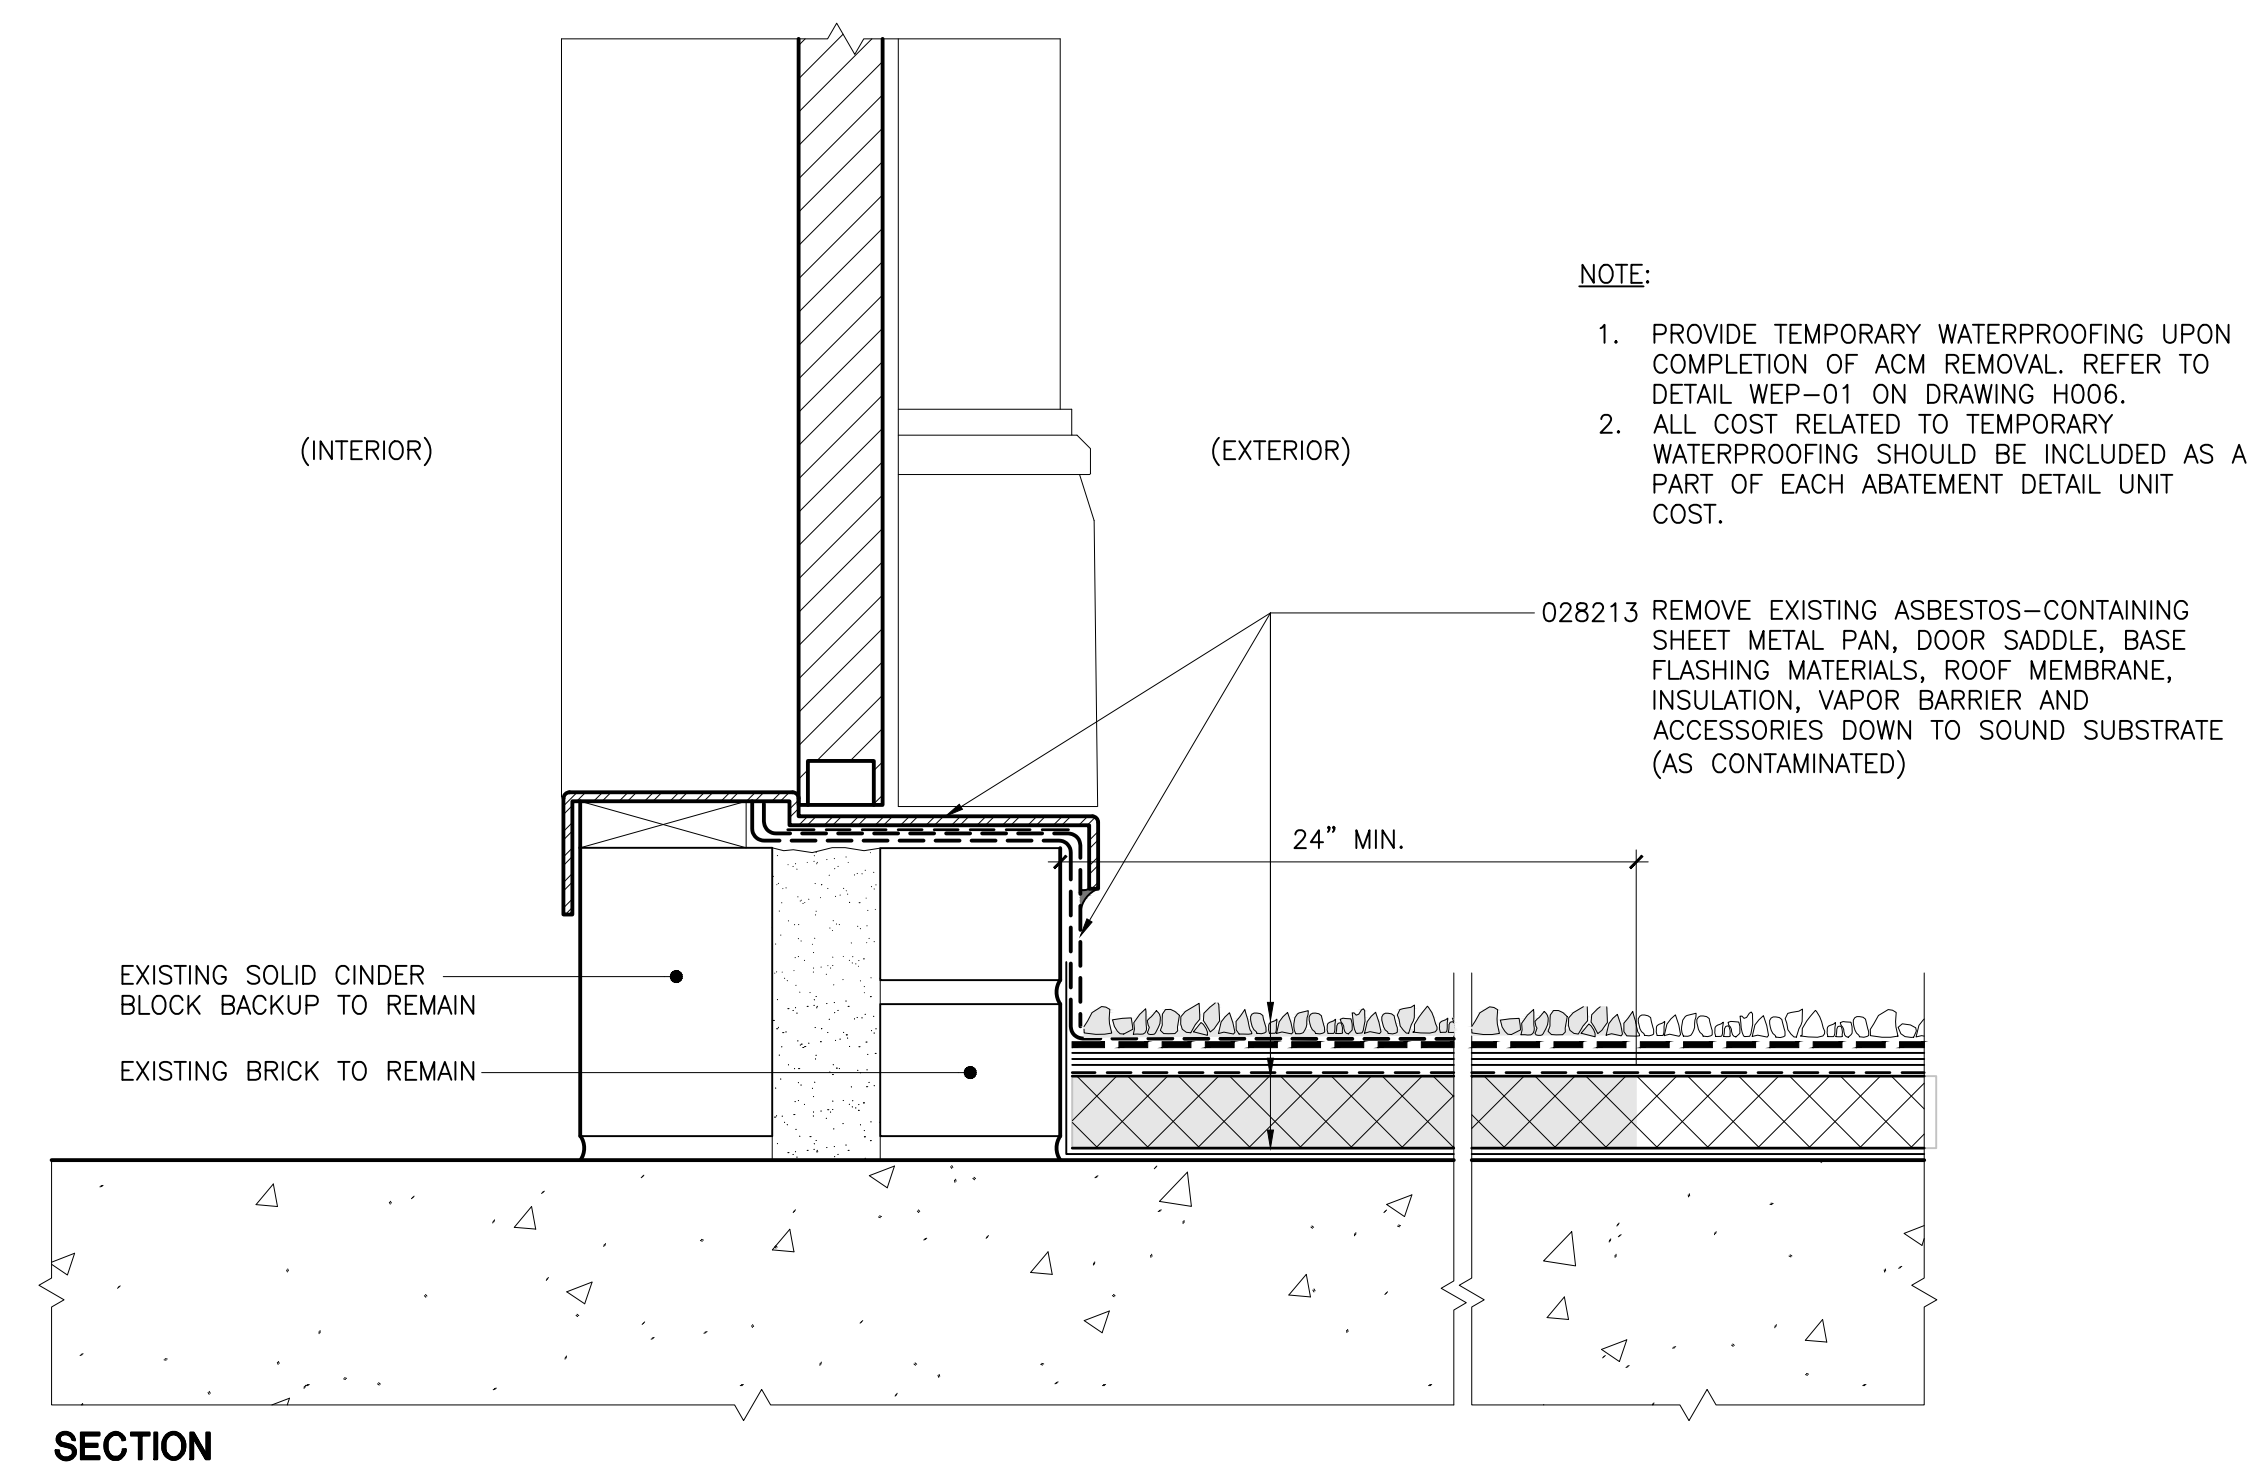 (INTERIOR)
(EXTERIOR)
NOTE:
1. PROVIDE TEMPORARY WATERPROOFING UPON
COMPLETION OF ACM REMOVAL. REFER TO
DETAIL WEP-01 ON DRAWING H006.
2. ALL COST RELATED TO TEMPORARY
WATERPROOFING SHOULD BE INCLUDED AS A
PART OF EACH ABATEMENT DETAIL UNIT
COST.
028213 REMOVE EXISTING ASBESTOS-CONTAINING
SHEET METAL PAN, DOOR SADDLE, BASE
FLASHING MATERIALS, ROOF MEMBRANE,
INSULATION, VAPOR BARRIER AND
ACCESSORIES DOWN TO SOUND SUBSTRATE
(AS CONTAMINATED)
24" MIN.
EXISTING SOLID CINDER
BLOCK BACKUP TO REMAIN
EXISTING BRICK TO REMAIN
SECTION